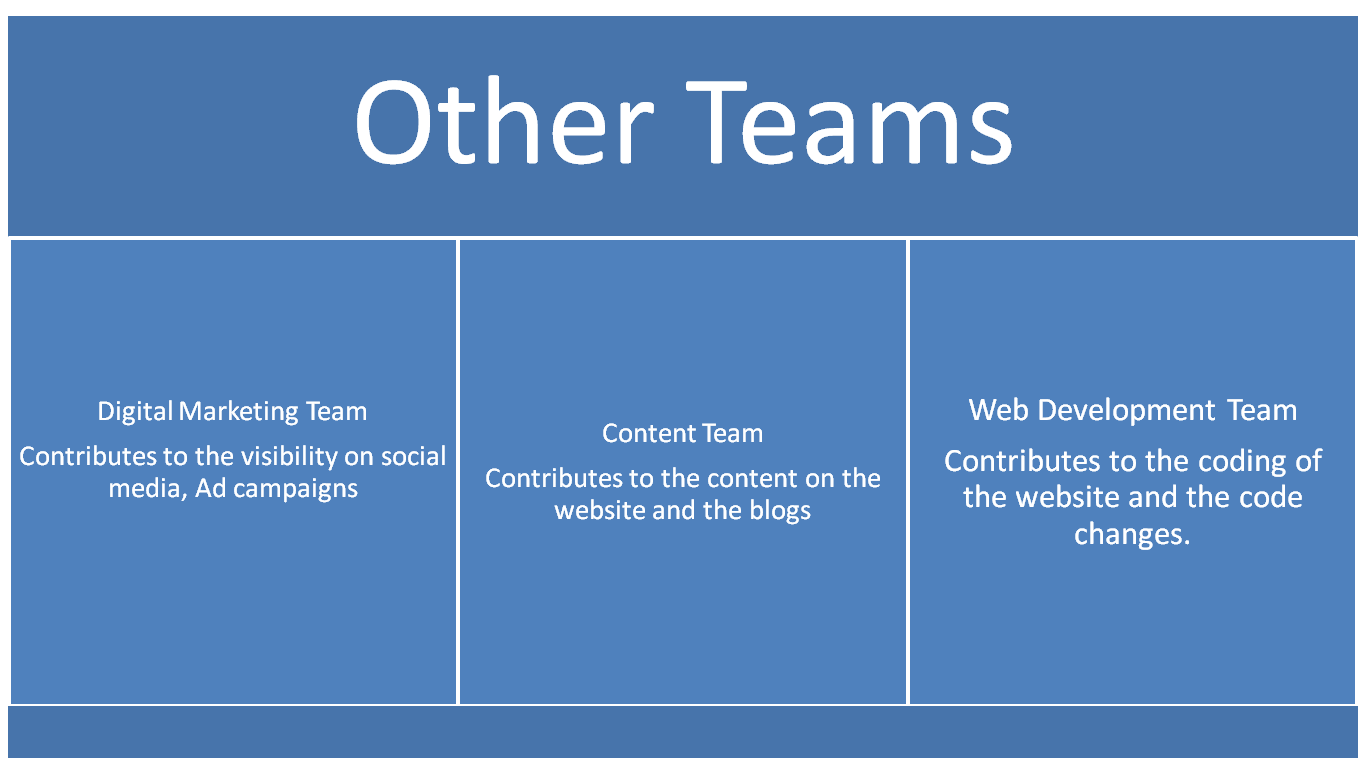 Other Teams
Digital Marketing Team
Contributes to the visibility on social
media, Ad campaigns
Content Team
Contributes to the content on the
website and the blogs
Web Development Team
Contributes to the coding of
the website and the code
changes.